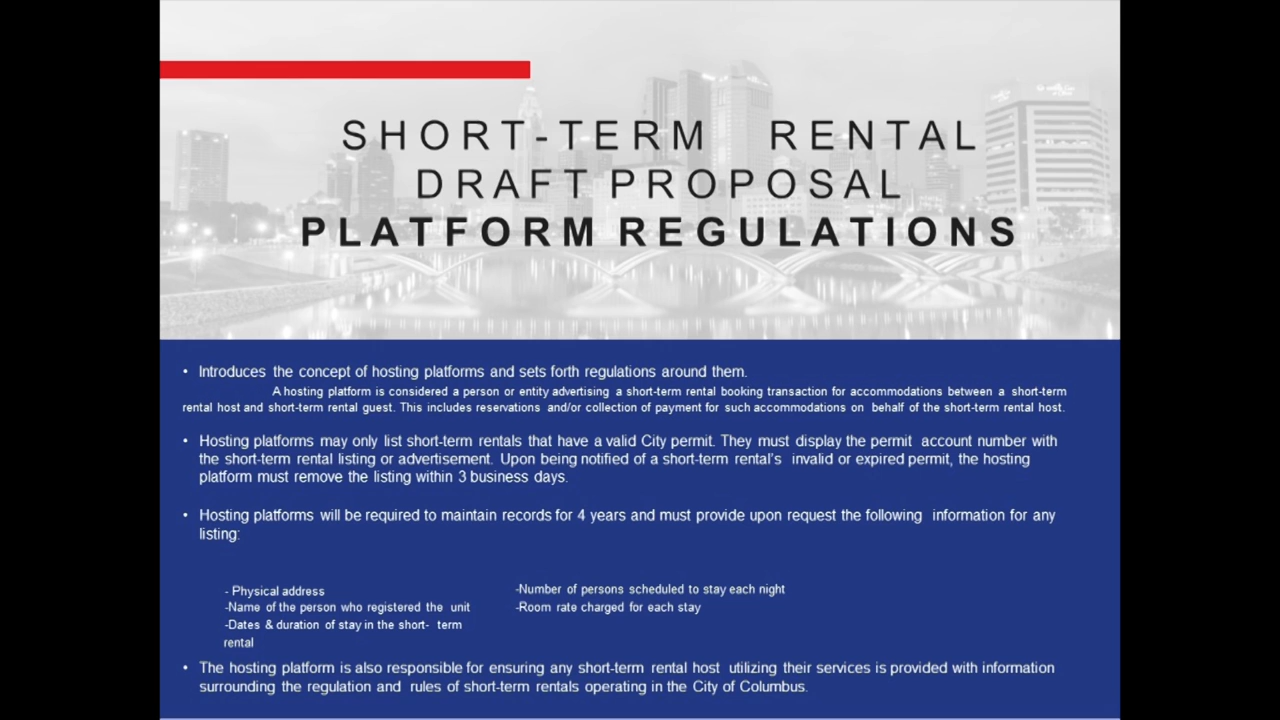 SHORT-TERM RENTAL
DRAFT PROPOSAL
PLATFORM REGULATIONS
• Introduces the concept of hosting platforms and sets forth regulations around them.
A hosting platform is considered a person or entity advertising a short-term rental booking transaction for accommodations between a short-term
rental host and short-term rental guest. This includes reservations and/or collection of payment for such accommodations on behalf of the short-term rental host.
• Hosting platforms may only list short-term rentals that have a valid City permit. They must display the permit account number with
the short-term rental listing or advertisement. Upon being notified of a short-term rental's invalid or expired permit, the hosting
platform must remove the listing within 3 business days.
• Hosting platforms will be required to maintain records for 4 years and must provide upon request the following information for any
listing:
- Physical address
-Name of the person who registered the unit
-Dates & duration of stay in the short- term
rental
-Number of persons scheduled to stay each night
-Room rate charged for each stay
• The hosting platform is also responsible for ensuring any short-term rental host utilizing their services is provided with information
surrounding the regulation and rules of short-term rentals operating in the City of Columbus.